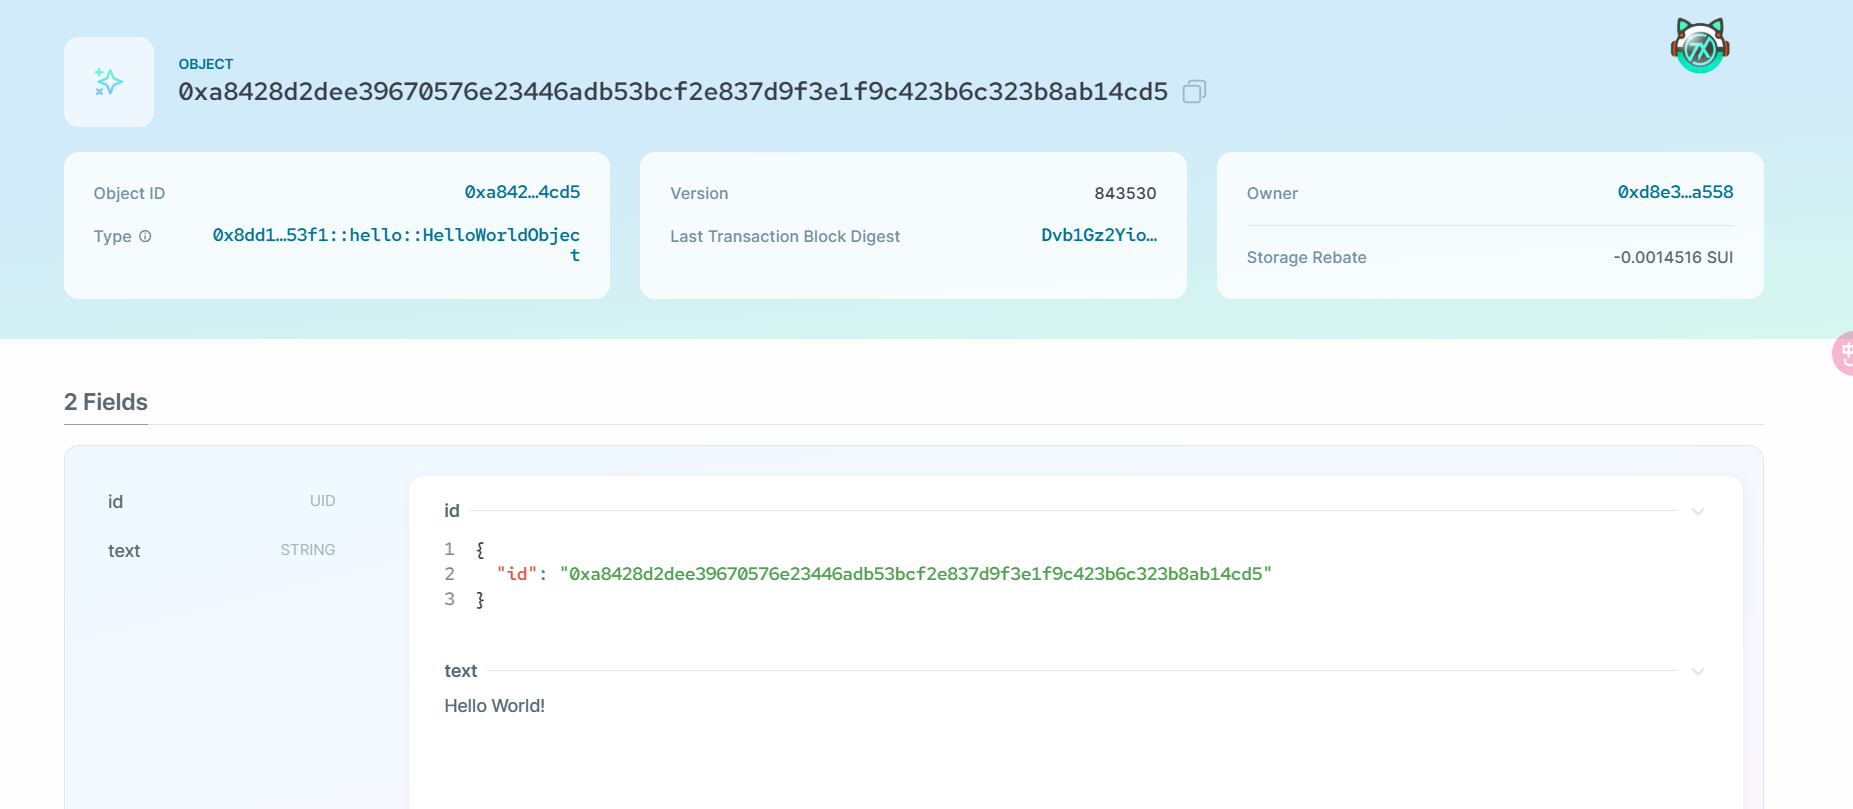 OBJECT
0xa8428d2dee39670576e23446adb53bcf2e837d9f3e1f9c423b6c323b8ab14cd5
Object ID 0xa842...4cd5
Type 0x8dd1...53f1::hello::HelloWorldObjec
t
Version 843530
Last Transaction Block Digest Dvb1Gz2Yio...
Owner 0xd8e3...a558
Storage Rebate -0.0014516 SUI
2 Fields
id UID
text STRING
id
1 {
2 "id": "0xa8428d2dee39670576e23446adb53bcf2e837d9f3e1f9c423b6c323b8ab14cd5"
3 }
text
Hello World!